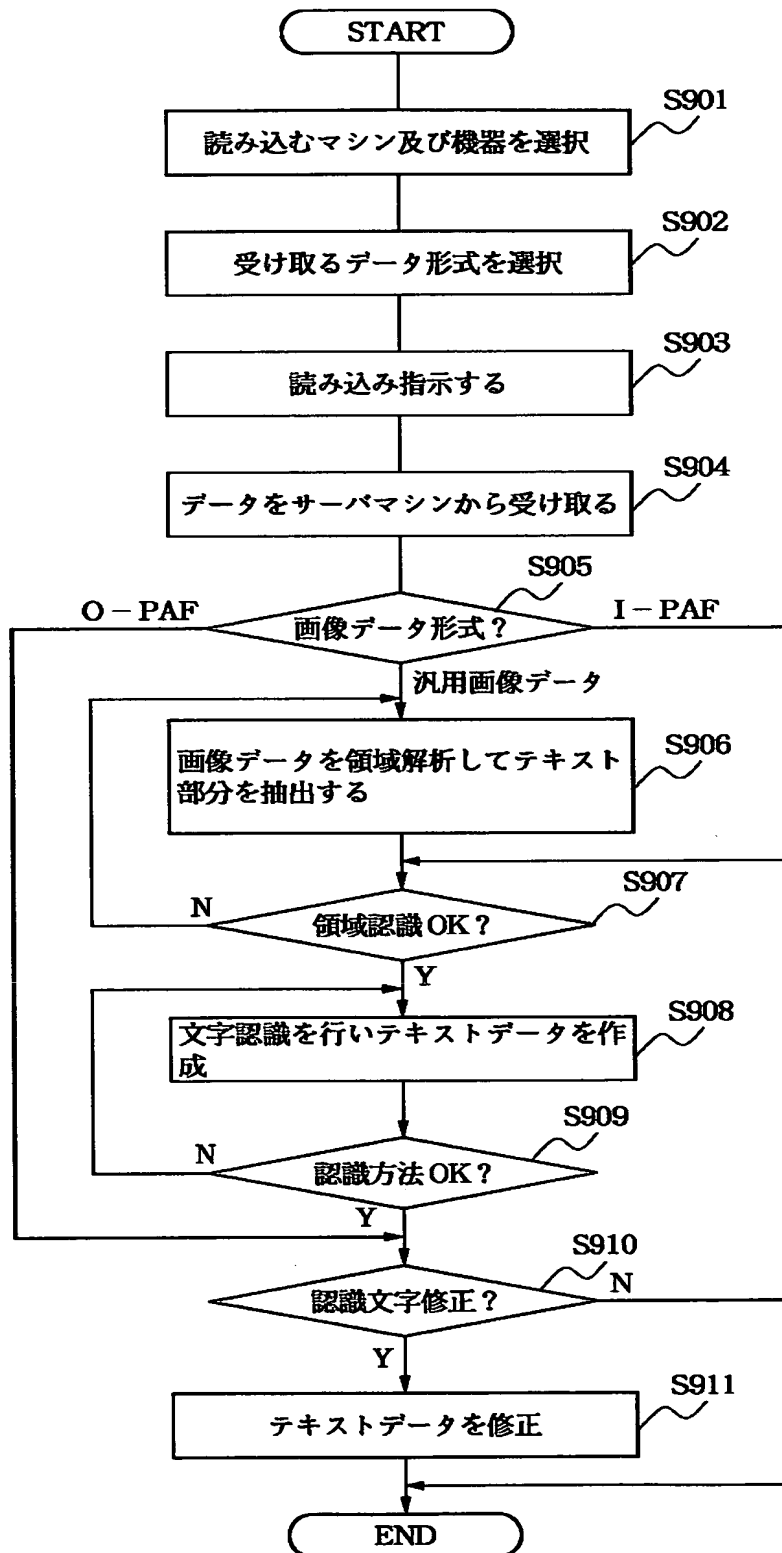 START
S901
読み込むマシン及び機器を選択
S902
受け取るデータ形式を選択
S903
読み込み指示する
S904
データをサーバマシンから受け取る
S905
O－PAF
画像データ形式？
I－PAF
汎用画像データ
S906
画像データを領域解析してテキスト
部分を抽出する
S907
N
領域認識OK？
Y
S908
文字認識を行いテキストデータを作
成
S909
N
認識方法OK？
Y
S910
認識文字修正？
N
Y
S911
テキストデータを修正
END